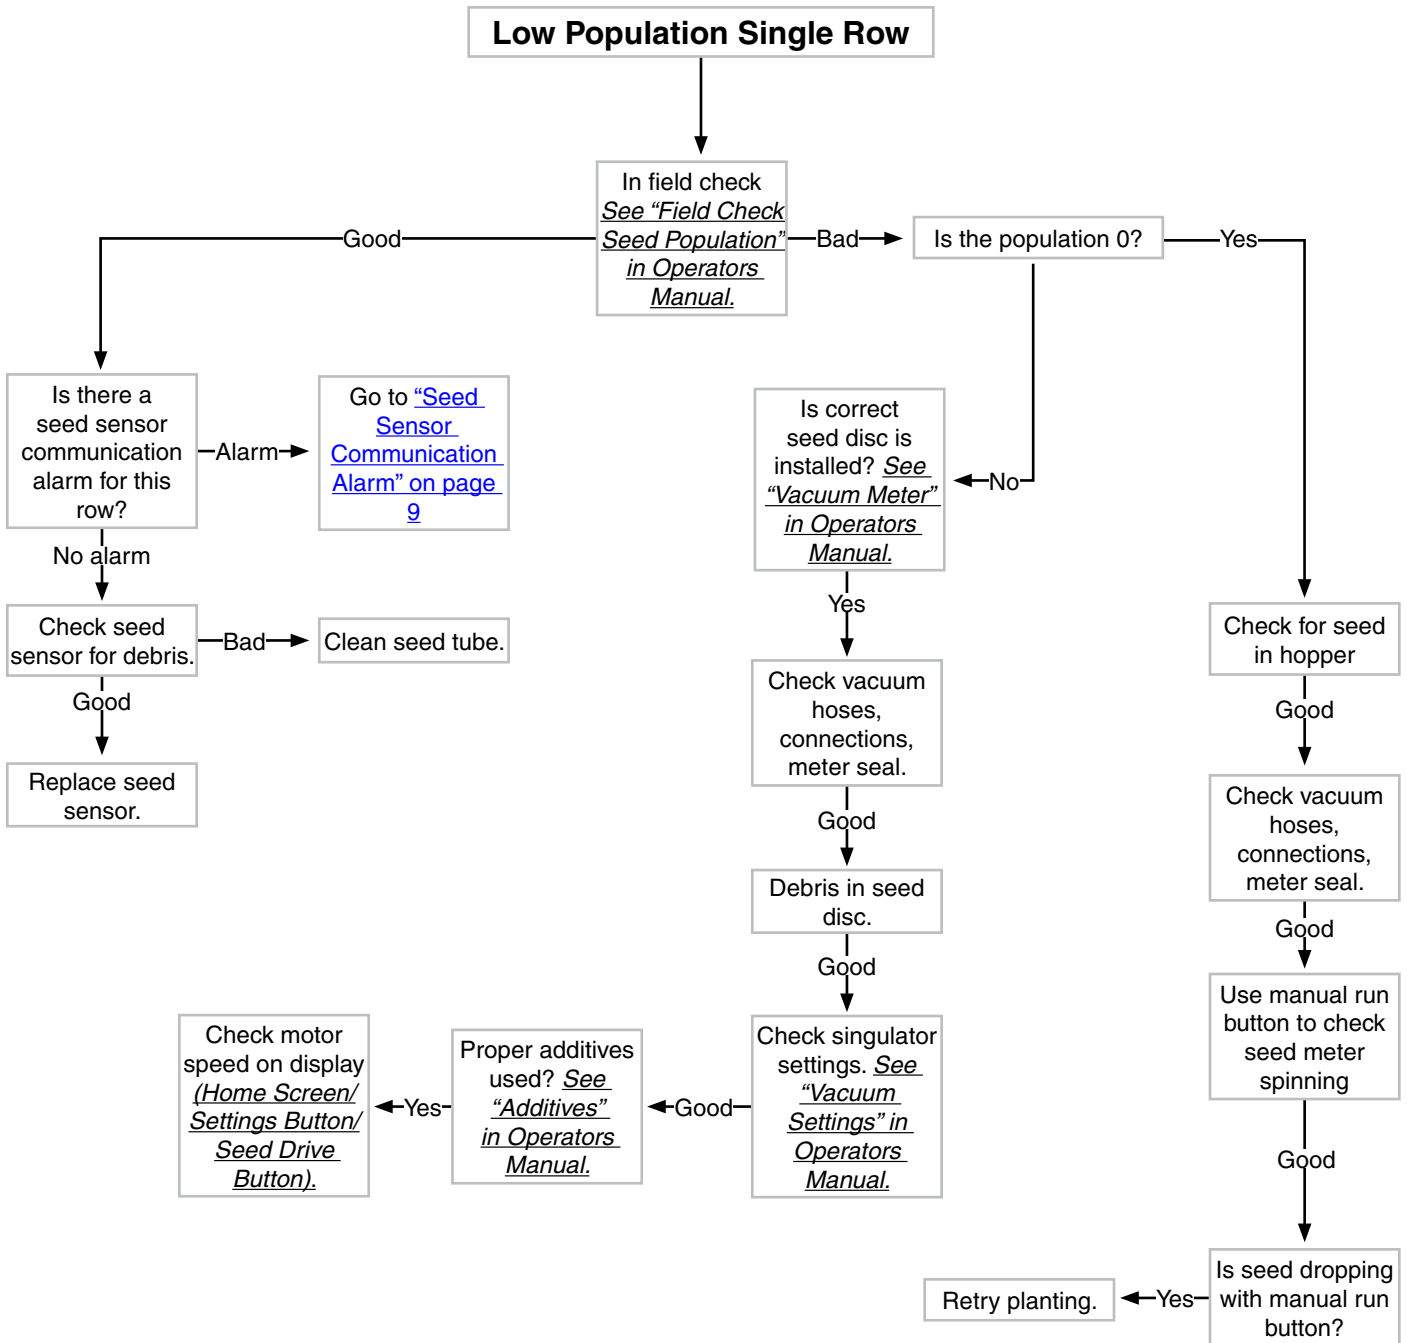 Low Population Single Row
In field check
See “Field Check
Seed Population”
in Operators
Manual.
Good
Bad
Is the population 0?
Yes
Is there a
seed sensor
communication
alarm for this
row?
Alarm
Go to “Seed
Sensor
Communication
Alarm” on page
9
No alarm
Check seed
sensor for debris.
Bad
Clean seed tube.
Good
Replace seed
sensor.
No
Is correct
seed disc is
installed? See
“Vacuum Meter”
in Operators
Manual.
Yes
Check vacuum
hoses,
connections,
meter seal.
Good
Debris in seed
disc.
Good
Check singulator
settings. See
“Vacuum
Settings” in
Operators
Manual.
Good
Proper additives
used? See
“Additives”
in Operators
Manual.
Yes
Check motor
speed on display
(Home Screen/
Settings Button/
Seed Drive
Button).
Check for seed
in hopper
Good
Check vacuum
hoses,
connections,
meter seal.
Good
Use manual run
button to check
seed meter
spinning
Good
Is seed dropping
with manual run
button?
Yes
Retry planting.